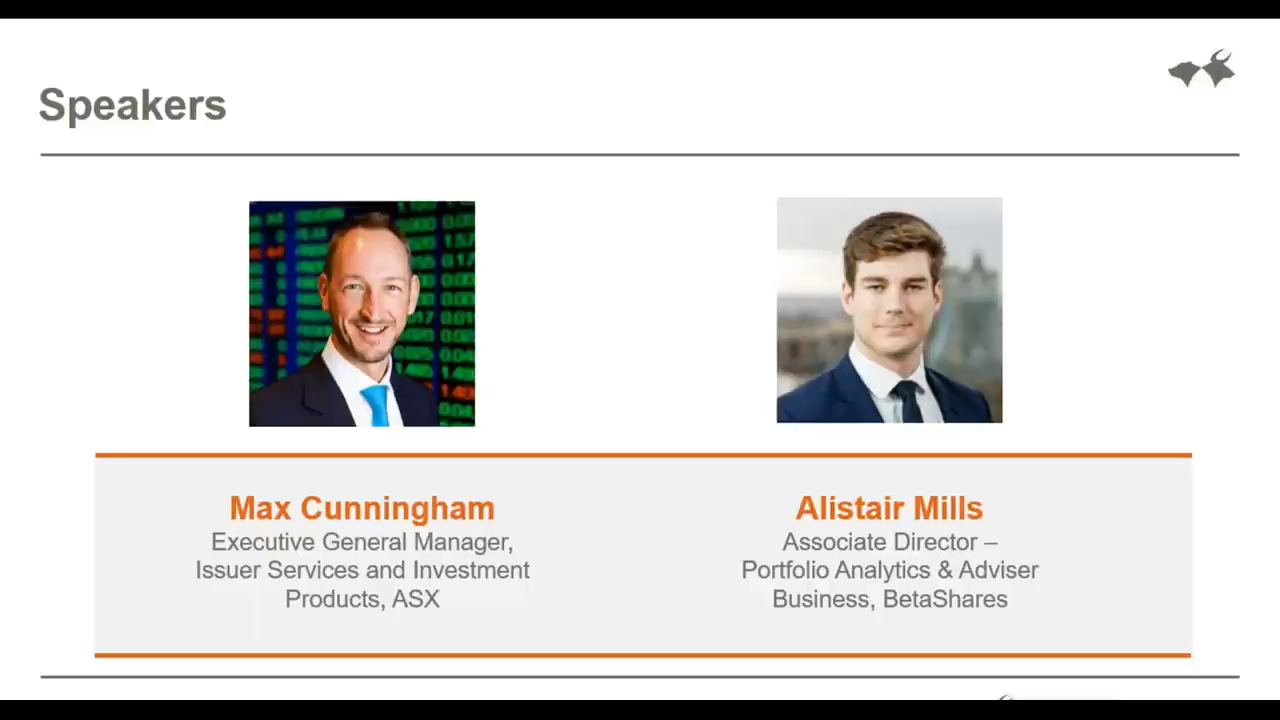 Speakers
Max Cunningham
Executive General Manager,
Issuer Services and Investment
Products, ASX
Alistair Mills
Associate Director –
Portfolio Analytics & Adviser
Business, BetaShares